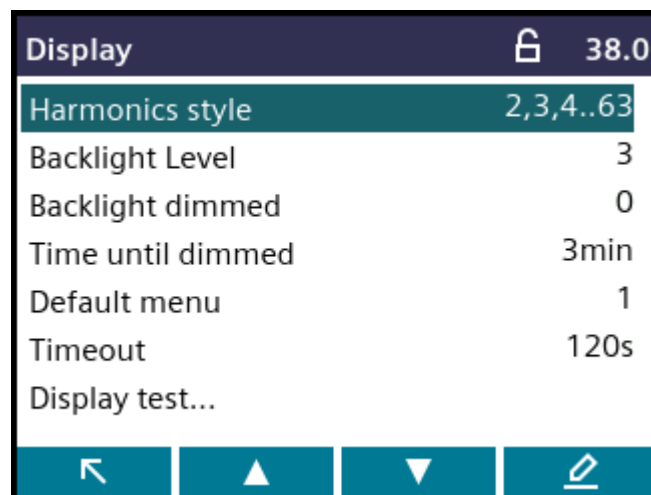 Display 38.0
Harmonics style 2,3,4..63
Backlight Level 3
Backlight dimmed 0
Time until dimmed 3min
Default menu 1
Timeout 120s
Display test...